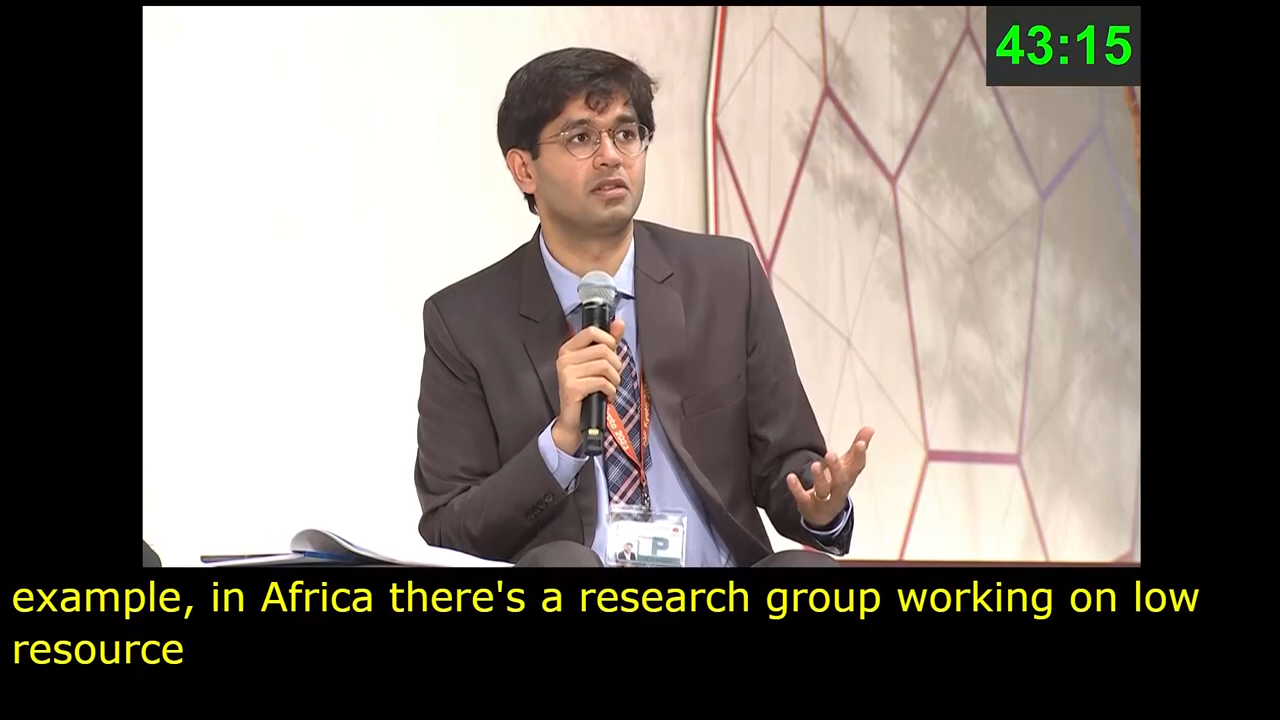 43:15
P
example, in Africa there's a research group working on low
resource